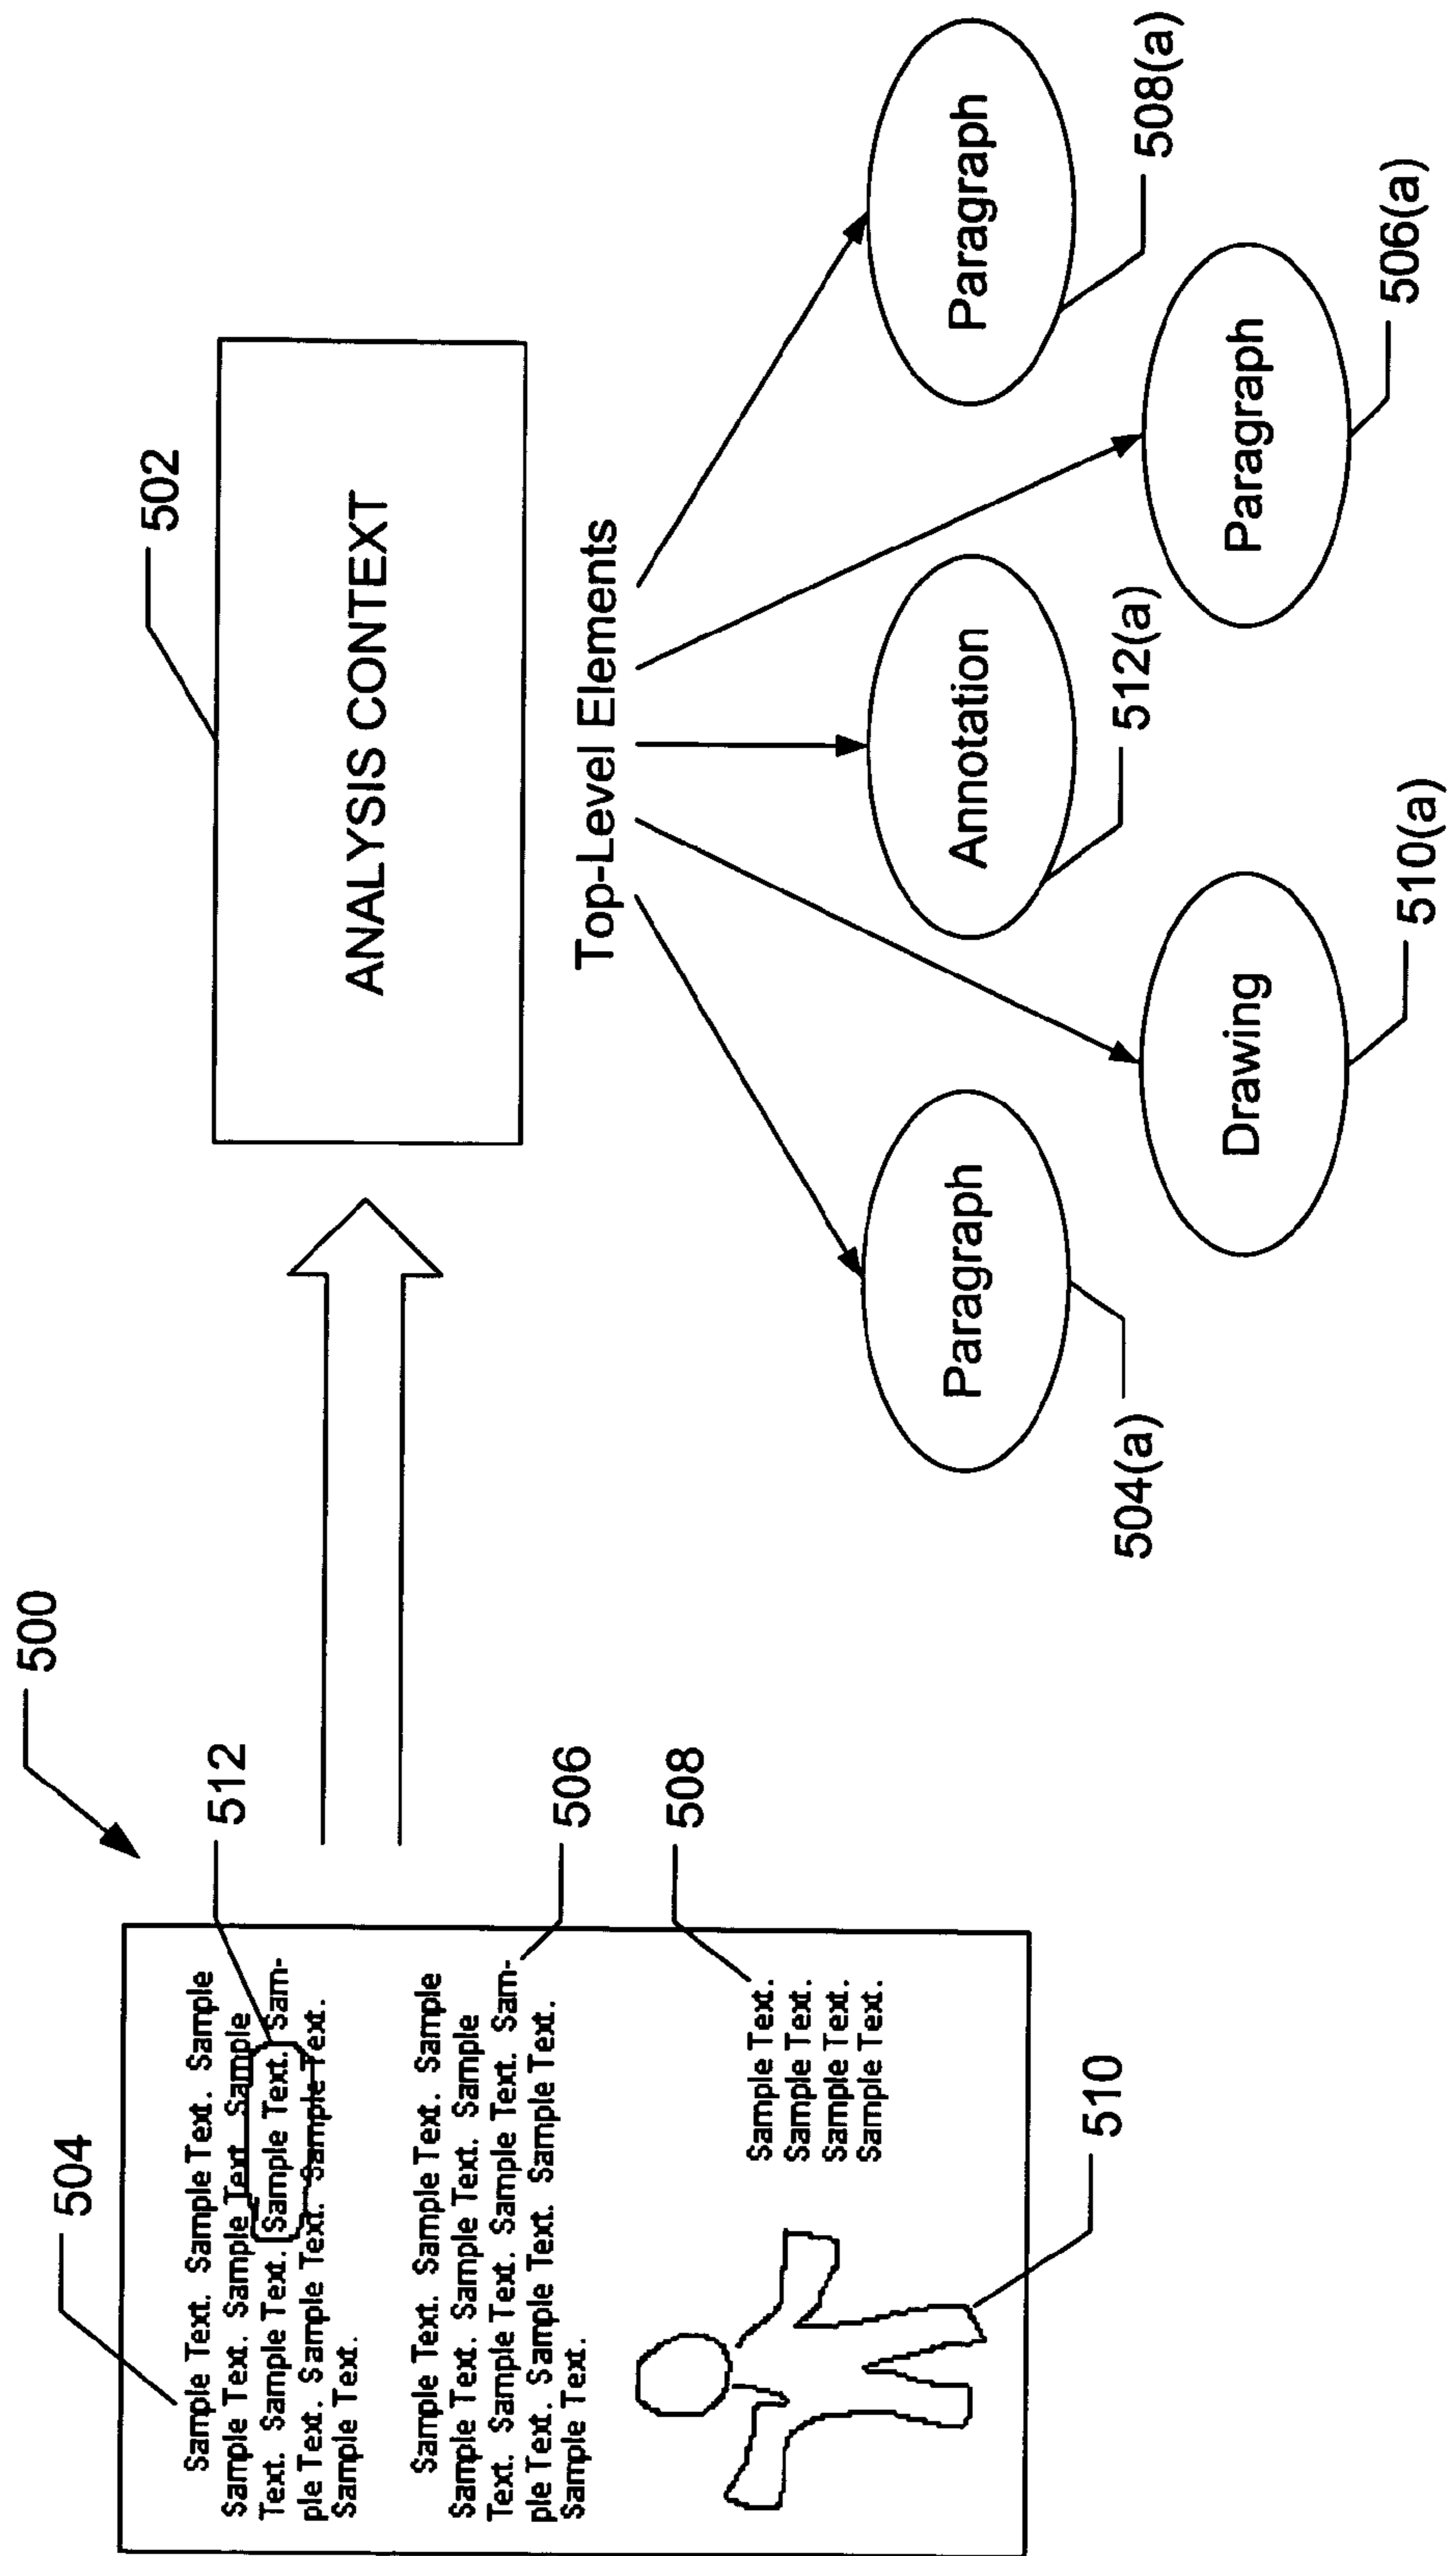 500
504
512
Sample Text. Sample Text. Sample
Sample Text. Sample Text. Sample
Text. Sample Text. Sample Text. Sam-
ple Text. Sample Text. Sample Text.
Sample Text.
506
Sample Text. Sample Text. Sample
Sample Text. Sample Text. Sample
Text. Sample Text. Sample Text. Sam-
ple Text. Sample Text. Sample Text.
Sample Text.
508
Sample Text.
Sample Text.
Sample Text.
Sample Text.
510
502
ANALYSIS CONTEXT
Top-Level Elements
Paragraph
504(a)
Drawing
510(a)
Annotation
512(a)
Paragraph
506(a)
Paragraph
508(a)